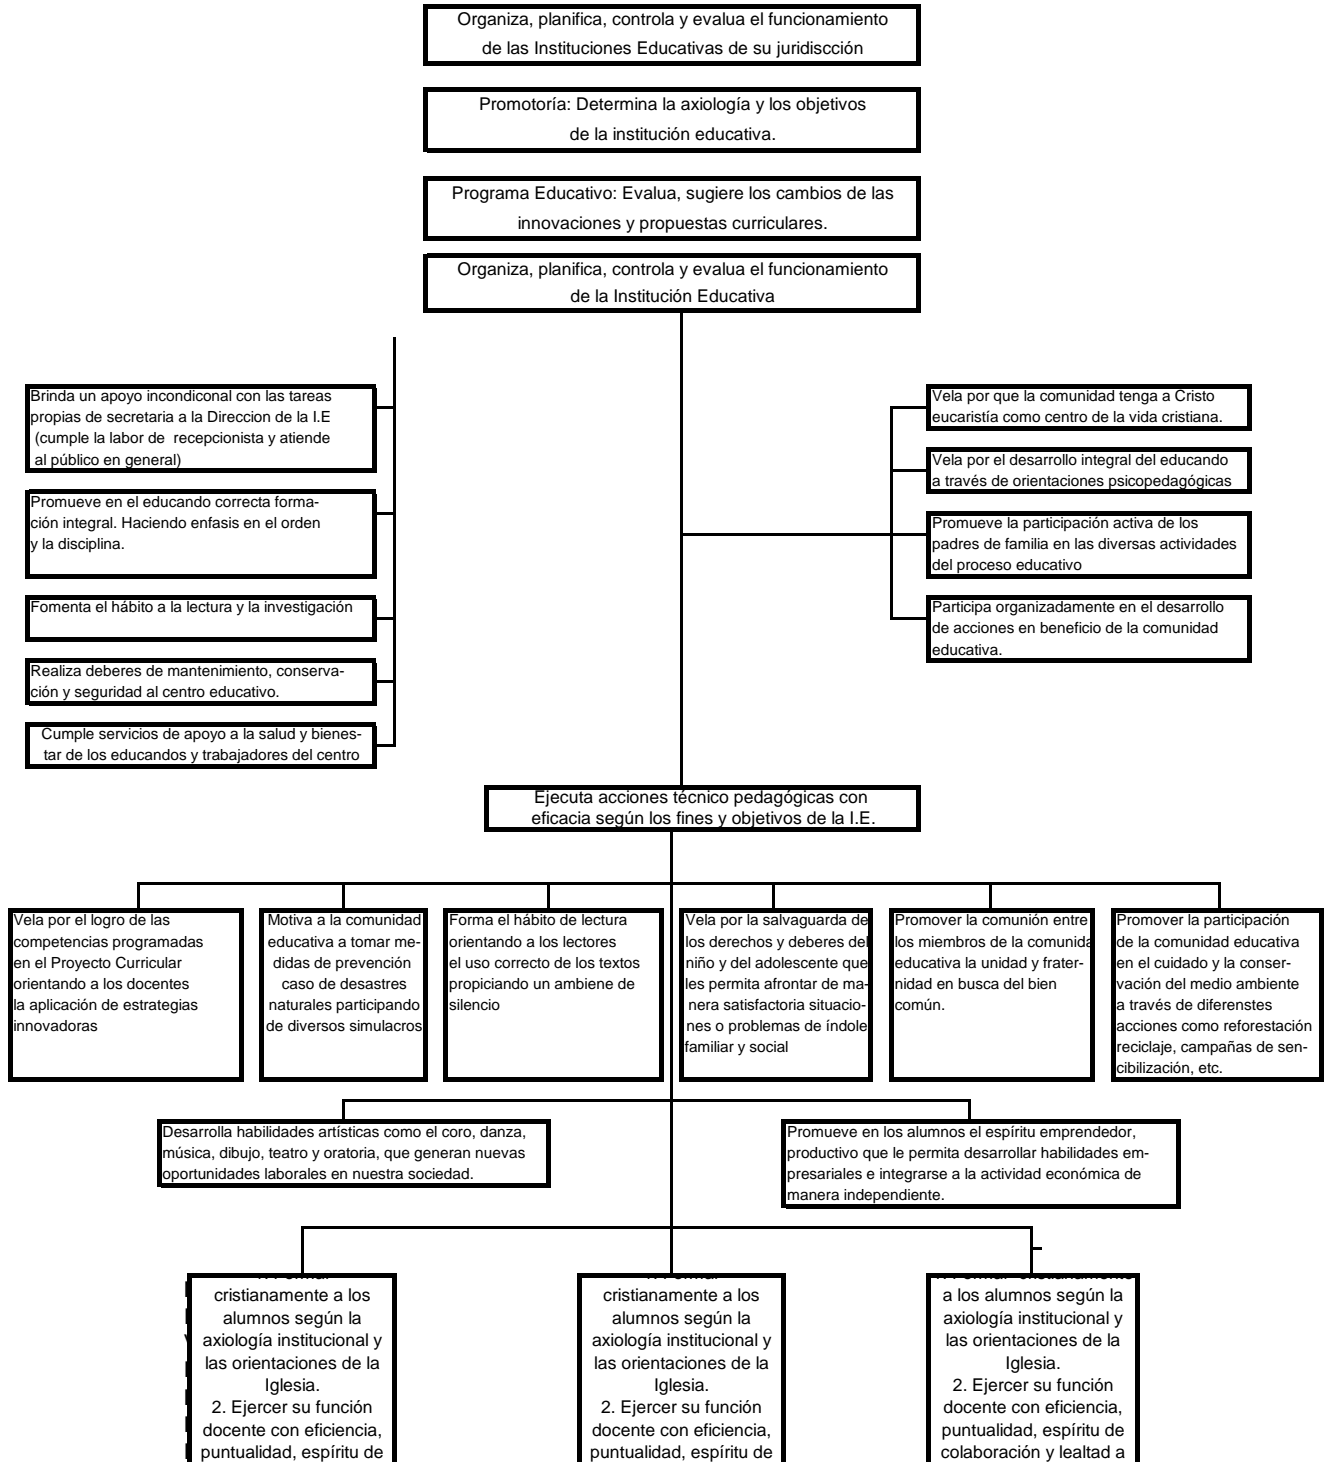 Organiza, planifica, controla y evalua el funcionamiento
de las Instituciones Educativas de su juridiscción
Promotoría: Determina la axiología y los objetivos
de la institución educativa.
Programa Educativo: Evalua, sugiere los cambios de las
innovaciones y propuestas curriculares.
Organiza, planifica, controla y evalua el funcionamiento
de la Institución Educativa
Brinda un apoyo incondiconal con las tareas
propias de secretaria a la Direccion de la I.E
(cumple la labor de recepcionista y atiende
al público en general)
Promueve en el educando correcta forma-
ción integral. Haciendo enfasis en el orden
y la disciplina.
Fomenta el hábito a la lectura y la investigación
Realiza deberes de mantenimiento, conserva-
ción y seguridad al centro educativo.
Cumple servicios de apoyo a la salud y bienes-
tar de los educandos y trabajadores del centro
Vela por que la comunidad tenga a Cristo
eucaristía como centro de la vida cristiana.
Vela por el desarrollo integral del educando
a través de orientaciones psicopedagógicas
Promueve la participación activa de los
padres de familia en las diversas actividades
del proceso educativo
Participa organizadamente en el desarrollo
de acciones en beneficio de la comunidad
educativa.
Ejecuta acciones técnico pedagógicas con
eficacia según los fines y objetivos de la I.E.
Vela por el logro de las
competencias programadas
en el Proyecto Curricular
orientando a los docentes
la aplicación de estrategias
innovadoras
Motiva a la comunidad
educativa a tomar me-
didas de prevención
caso de desastres
naturales participando
de diversos simulacros
Forma el hábito de lectura
orientando a los lectores
el uso correcto de los textos
propiciando un ambiene de
silencio
Vela por la salvaguarda de
los derechos y deberes del
niño y del adolescente que
les permita afrontar de ma-
nera satisfactoria situacio-
nes o problemas de índole
familiar y social
Promover la comunión entre
los miembros de la comunida
educativa la unidad y frater-
nidad en busca del bien
común.
Promover la participación
de la comunidad educativa
en el cuidado y la conser-
vación del medio ambiente
a través de diferenstes
acciones como reforestación
reciclaje, campañas de sen-
cibilización, etc.
Desarrolla habilidades artísticas como el coro, danza,
música, dibujo, teatro y oratoria, que generan nuevas
oportunidades laborales en nuestra sociedad.
Promueve en los alumnos el espíritu emprendedor,
productivo que le permita desarrollar habilidades em-
presariales e integrarse a la actividad económica de
manera independiente.
cristianamente a los
alumnos según la
axiología institucional y
las orientaciones de la
Iglesia.
2. Ejercer su función
docente con eficiencia,
puntualidad, espíritu de
cristianamente a los
alumnos según la
axiología institucional y
las orientaciones de la
Iglesia.
2. Ejercer su función
docente con eficiencia,
puntualidad, espíritu de
a los alumnos según la
axiología institucional y
las orientaciones de la
Iglesia.
2. Ejercer su función
docente con eficiencia,
puntualidad, espíritu de
colaboración y lealtad a